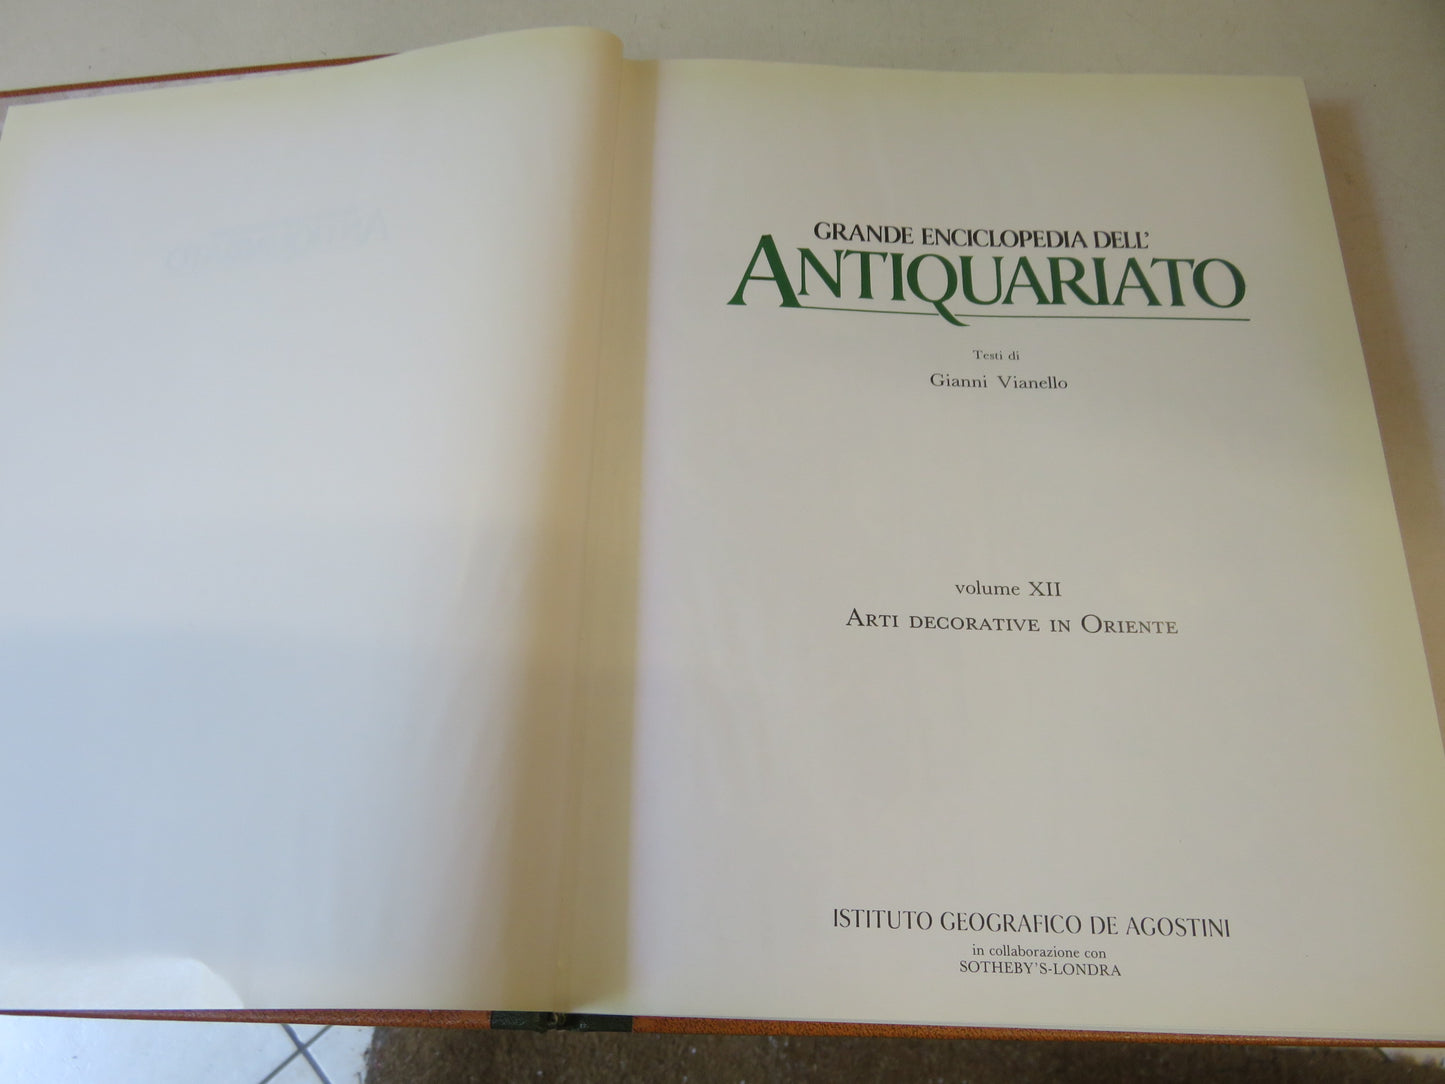 GRANDE ENCICLOPEDIA DELL'
ANTIQUARIATO
Testi di
Gianni Vianello
volume XII
ARTI DECORATIVE IN ORIENTE
ISTITUTO GEOGRAFICO DE AGOSTINI
in collaborazione con
SOTHEBY'S-LONDRA